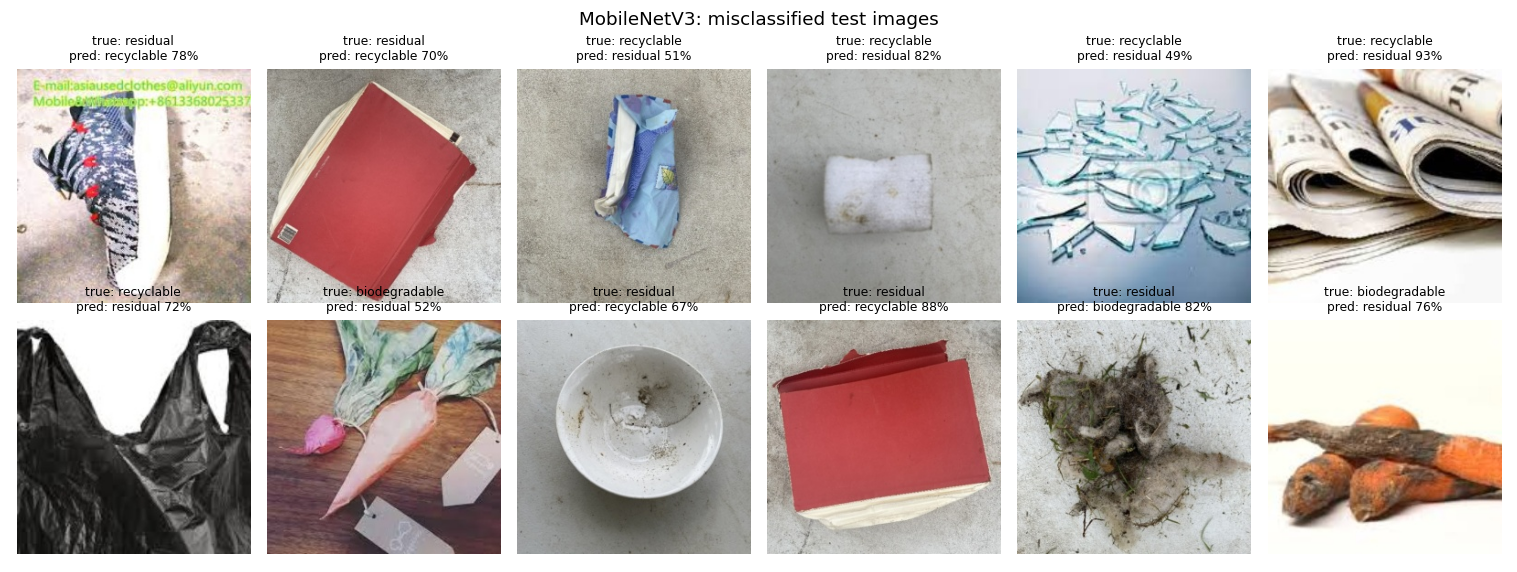 MobileNetV3: misclassified test images
true: residual
pred: recyclable 78%
true: residual
pred: recyclable 70%
true: recyclable
pred: residual 51%
true: recyclable
pred: residual 82%
true: recyclable
pred: residual 49%
true: recyclable
pred: residual 93%
E-mail:asiausedclothes@aliyun.com
+8613368025337
true: recyclable
pred: residual 72%
true: biodegradable
pred: residual 52%
true: residual
pred: recyclable 67%
true: residual
pred: recyclable 88%
true: residual
pred: biodegradable 82%
true: biodegradable
pred: residual 76%